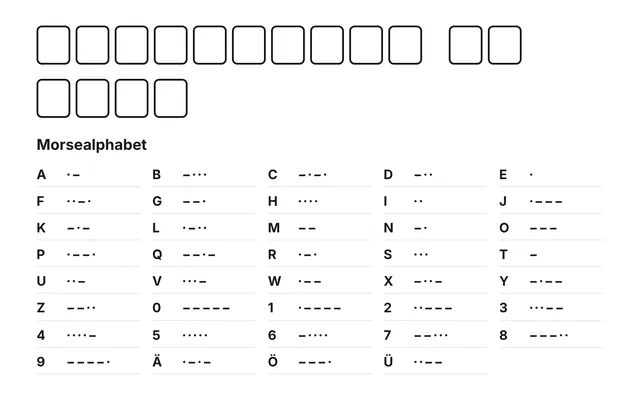 Morsealphabet
A ·– B –··· C –·–· D –·· E ·
F ··–· G ––· H ···· I ·· J ·–––
K –·– L ·–·· M –– N –· O –––
P ·––· Q ––·– R ·–· S ··· T –
U ··– V ···– W ·–– X –··– Y –·––
Z ––·· 0 ––––– 1 ·–––– 2 ··––– 3 ···––
4 ····– 5 ····· 6 –···· 7 ––··· 8 –––··
9 ––––· Ä ·–·– Ö –––· Ü ··––